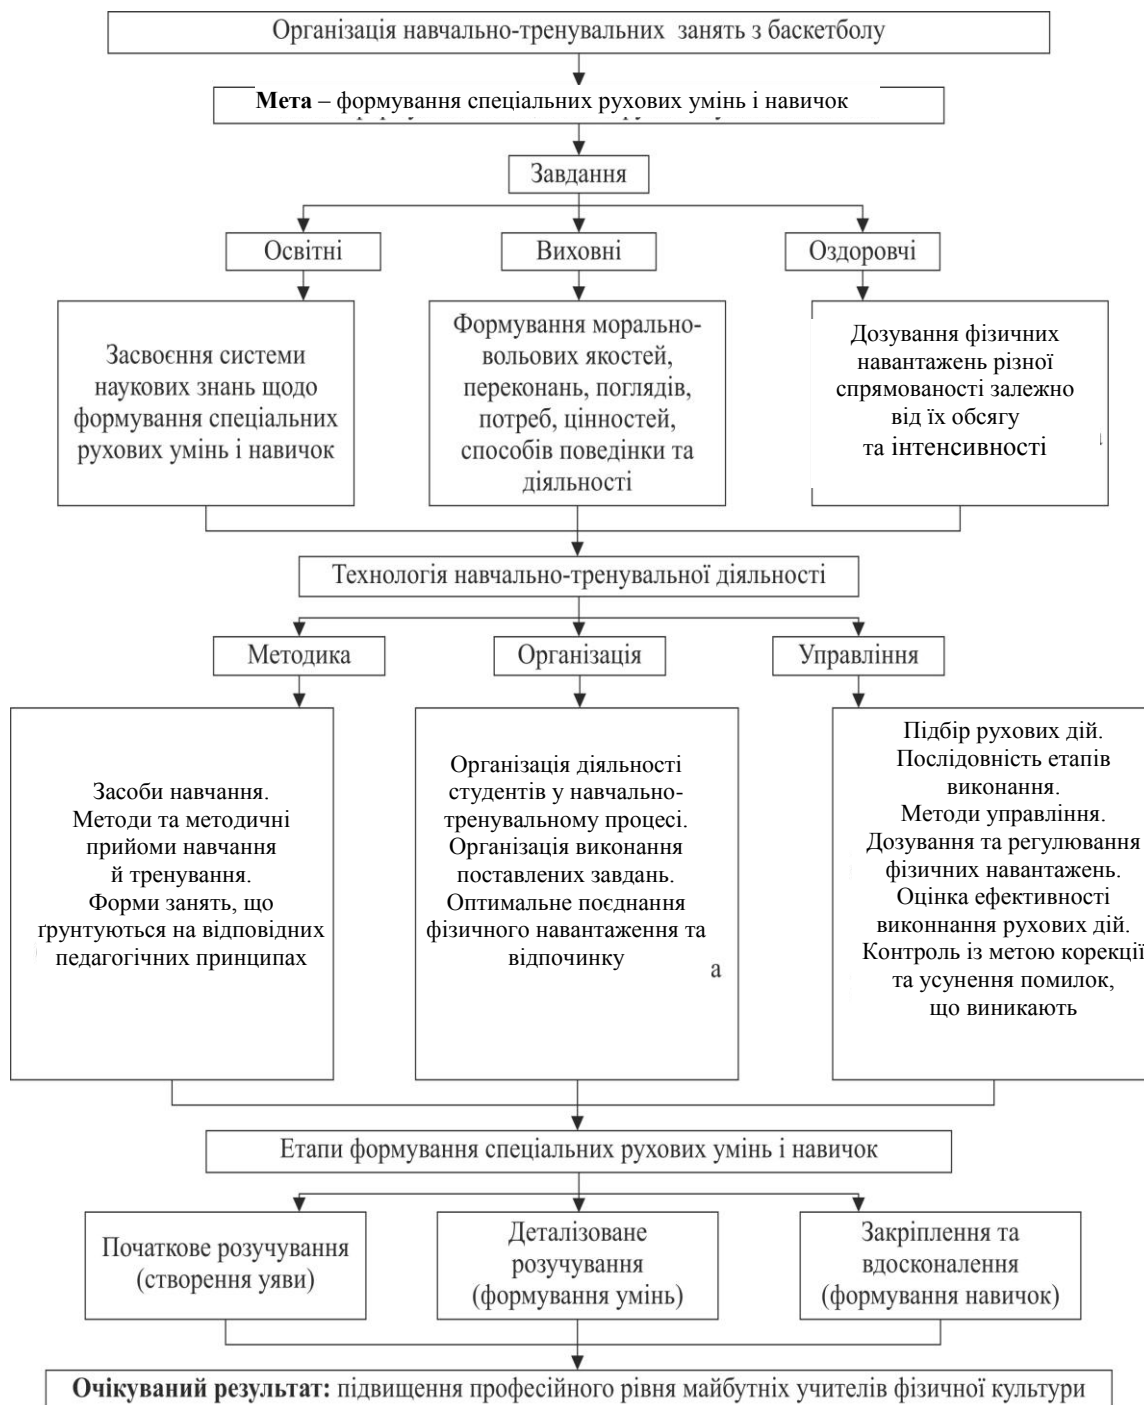 Організація навчально-тренувальних занять з баскетболу
Мета – формування спеціальних рухових умінь і навичок
Завдання
Освітні
Виховні
Оздоровчі
Засвоєння системи
наукових знань щодо
формування спеціальних
рухових умінь і навичок
Формування морально-
вольових якостей,
переконань, поглядів,
потреб, цінностей,
способів поведінки та
діяльності
Дозування фізичних
навантажень різної
спрямованості залежно
від їх обсягу
та інтенсивності
Технологія навчально-тренувальної діяльності
Методика
Організація
Управління
Засоби навчання.
Методи та методичні
прийоми навчання
й тренування.
Форми занять, що
ґрунтуються на відповідних
педагогічних принципах
Організація діяльності
студентів у навчально-
тренувальному процесі.
Організація виконання
поставлених завдань.
Оптимальне поєднання
фізичного навантаження та
відпочинку
а
Підбір рухових дій.
Послідовність етапів
виконання.
Методи управління.
Дозування та регулювання
фізичних навантажень.
Оцінка ефективності
виконнання рухових дій.
Контроль із метою корекції
та усунення помилок,
що виникають
Етапи формування спеціальних рухових умінь і навичок
Початкове розучування
(створення уяви)
Деталізоване
розучування
(формування умінь)
Закріплення та
вдосконалення
(формування навичок)
Очікуваний результат: підвищення професійного рівня майбутніх учителів фізичної культури